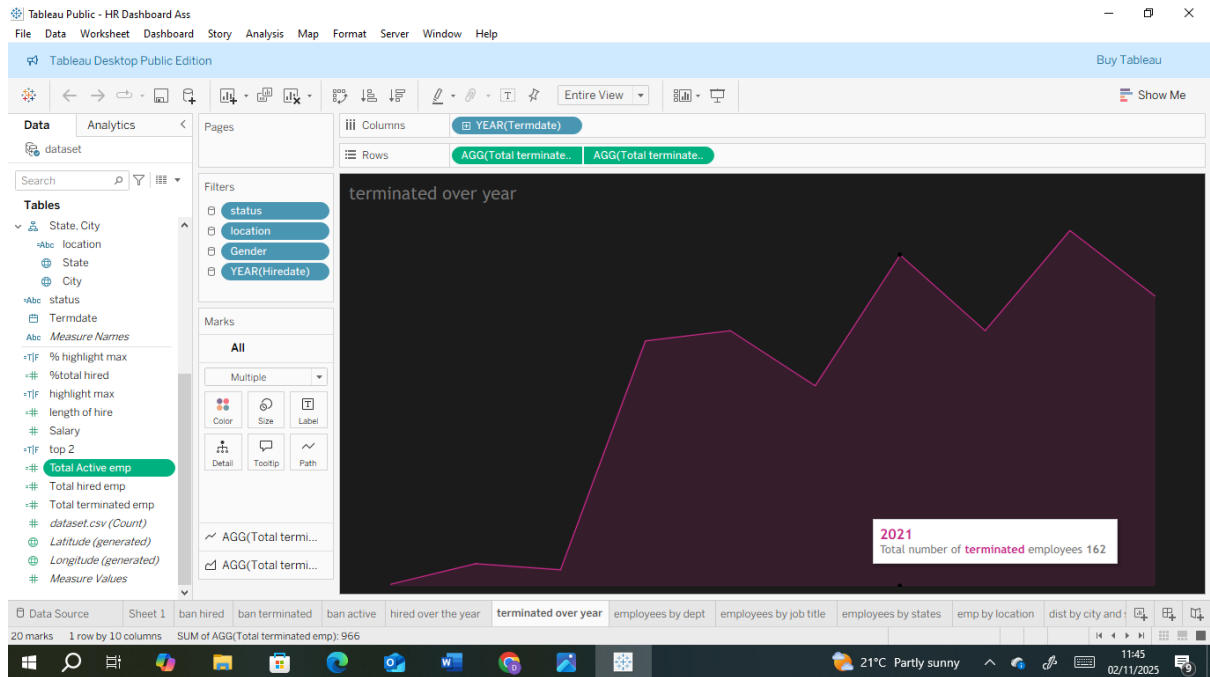 Tableau Public - HR Dashboard Ass
File Data Worksheet Dashboard Story Analysis Map Format Server Window Help
Tableau Desktop Public Edition
Buy Tableau
Entire View
Show Me
Data Analytics
dataset
Search
Tables
State, City
Abc location
State
City
Abc status
Termdate
Abc Measure Names
=T|F % highlight max
=# %total hired
=T|F highlight max
=# length of hire
# Salary
=T|F top 2
=# Total Active emp
=# Total hired emp
=# Total terminated emp
# dataset.csv (Count)
Latitude (generated)
Longitude (generated)
# Measure Values
Pages
Filters
status
location
Gender
YEAR(Hiredate)
Marks
All
Multiple
Color Size Label
Detail Tooltip Path
AGG(Total termi...
AGG(Total termi...
Columns YEAR(Termdate)
Rows AGG(Total terminate.. AGG(Total terminate..
terminated over year
2021
Total number of terminated employees 162
Data Source Sheet 1 ban hired ban terminated ban active hired over the year terminated over year employees by dept employees by job title employees by states emp by location dist by city and
20 marks 1 row by 10 columns SUM of AGG(Total terminated emp): 966
21°C Partly sunny
11:45
02/11/2025
9